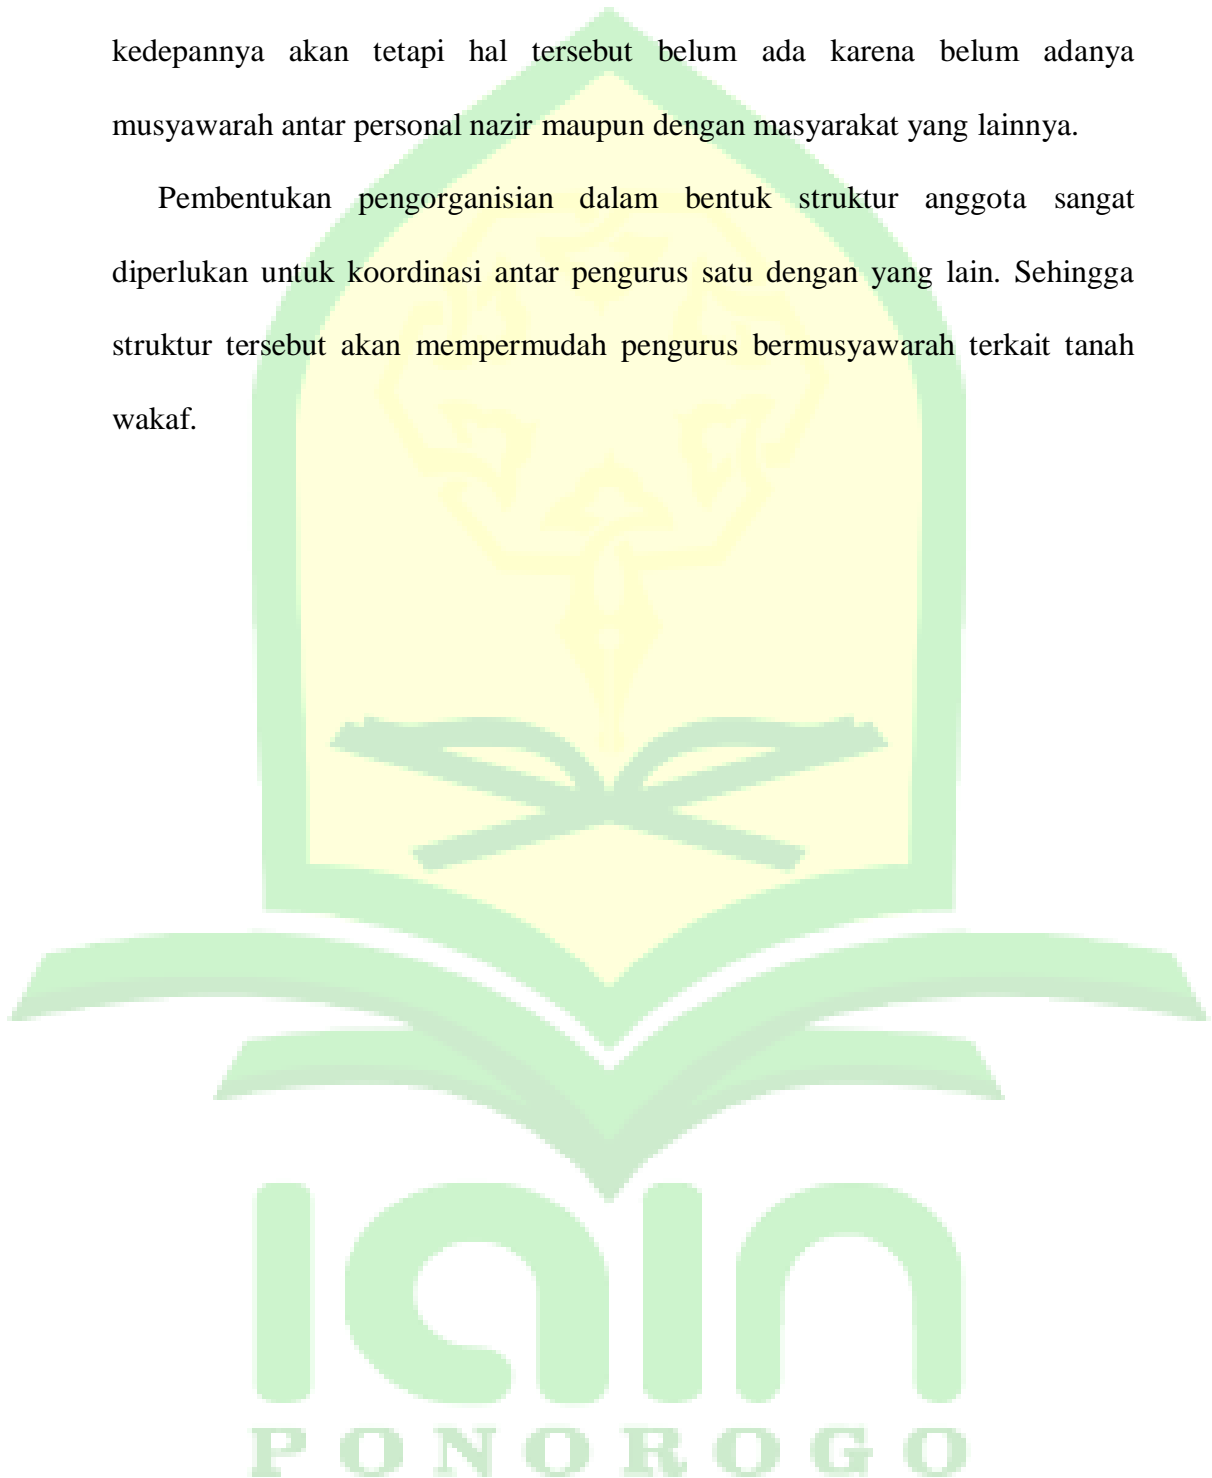 kedepannya akan tetapi hal tersebut belum ada karena belum adanya
musyawarah antar personal nazir maupun dengan masyarakat yang lainnya.
Pembentukan pengorganisian dalam bentuk struktur anggota sangat
diperlukan untuk koordinasi antar pengurus satu dengan yang lain. Sehingga
struktur tersebut akan mempermudah pengurus bermusyawarah terkait tanah
wakaf.
iain
PONOROGO